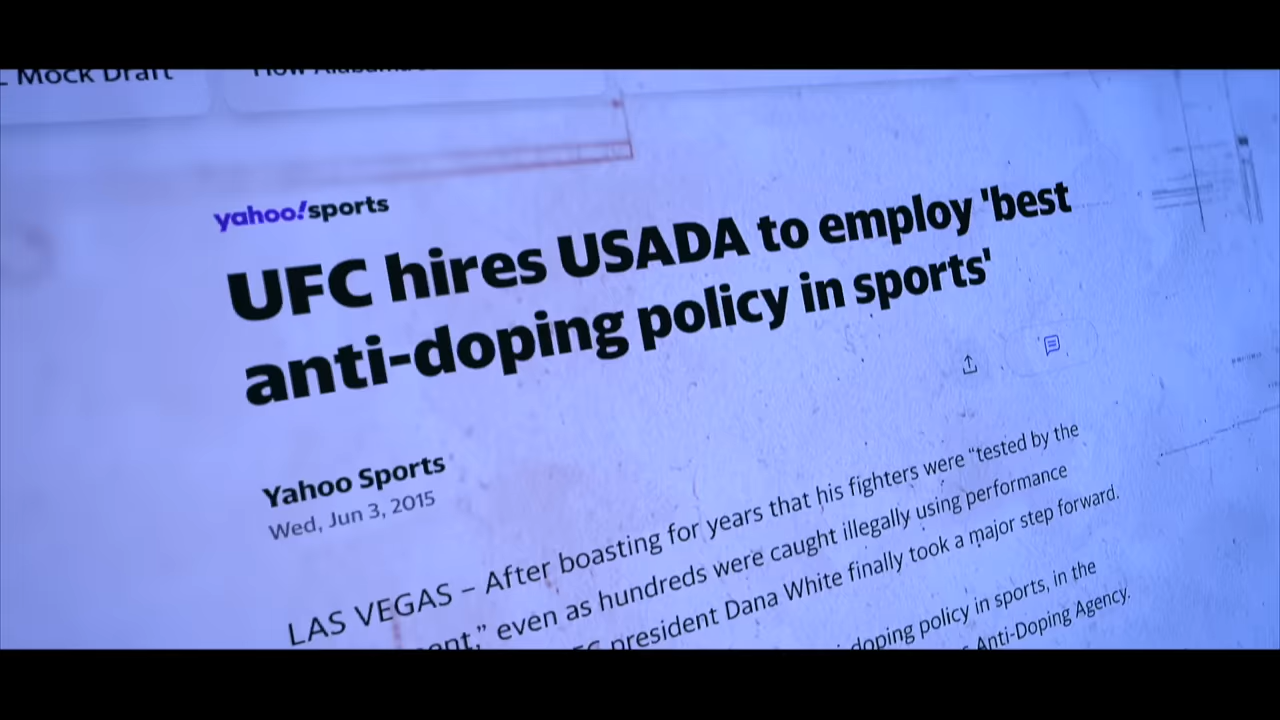 Mock Draft
yahoo!sports
UFC hires USADA to employ 'best
anti-doping policy in sports'
Yahoo Sports
Wed, Jun 3, 2015
LAS VEGAS – After boasting for years that his fighters were “tested by the
ent,” even as hundreds were caught illegally using performance
president Dana White finally took a major step forward.
doping policy in sports, in the
Anti-Doping Agency.